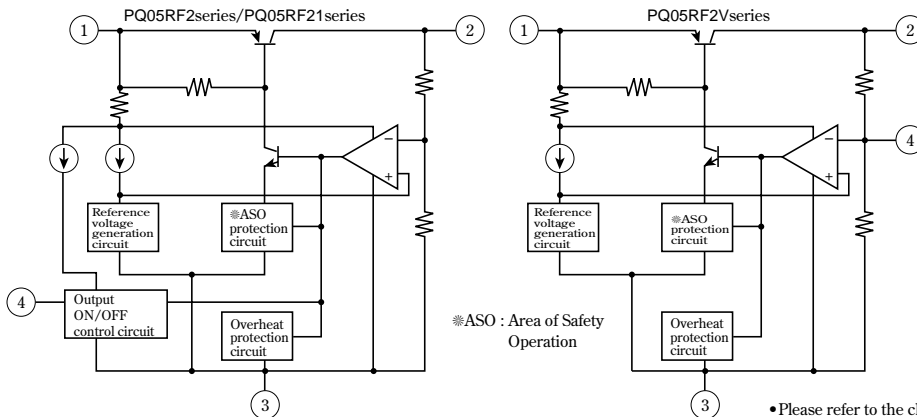 PQ05RF2series/PQ05RF21series
1
2
−
+
Reference
voltage
generation
circuit
※ASO
protection
circuit
4
Output
ON/OFF
control circuit
Overheat
protection
circuit
3
PQ05RF2Vseries
1
2
−
+
4
Reference
voltage
generation
circuit
※ASO
protection
circuit
Overheat
protection
circuit
3
※ASO : Area of Safety
Operation
•Please refer to the